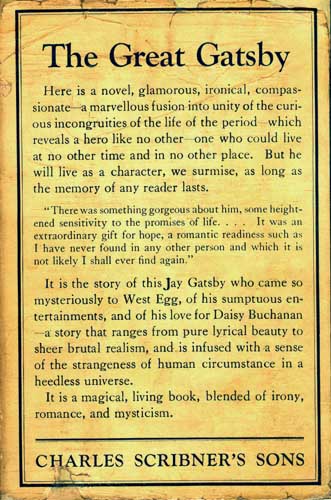 The Great Gatsby
Here is a novel, glamorous, ironical, compas-
sionate—a marvellous fusion into unity of the curi-
ous incongruities of the life of the period—which
reveals a hero like no other—one who could live
at no other time and in no other place. But he
will live as a character, we surmise, as long as
the memory of any reader lasts.
"There was something gorgeous about him, some height-
ened sensitivity to the promises of life. . . . . It was an
extraordinary gift for hope, a romantic readiness such as
I have never found in any other person and which it is
not likely I shall ever find again."
It is the story of this Jay Gatsby who came so
mysteriously to West Egg, of his sumptuous en-
tertainments, and of his love for Daisy Buchanan
—a story that ranges from pure lyrical beauty to
sheer brutal realism, and is infused with a sense
of the strangeness of human circumstance in a
heedless universe.
It is a magical, living book, blended of irony,
romance, and mysticism.
CHARLES SCRIBNER'S SONS